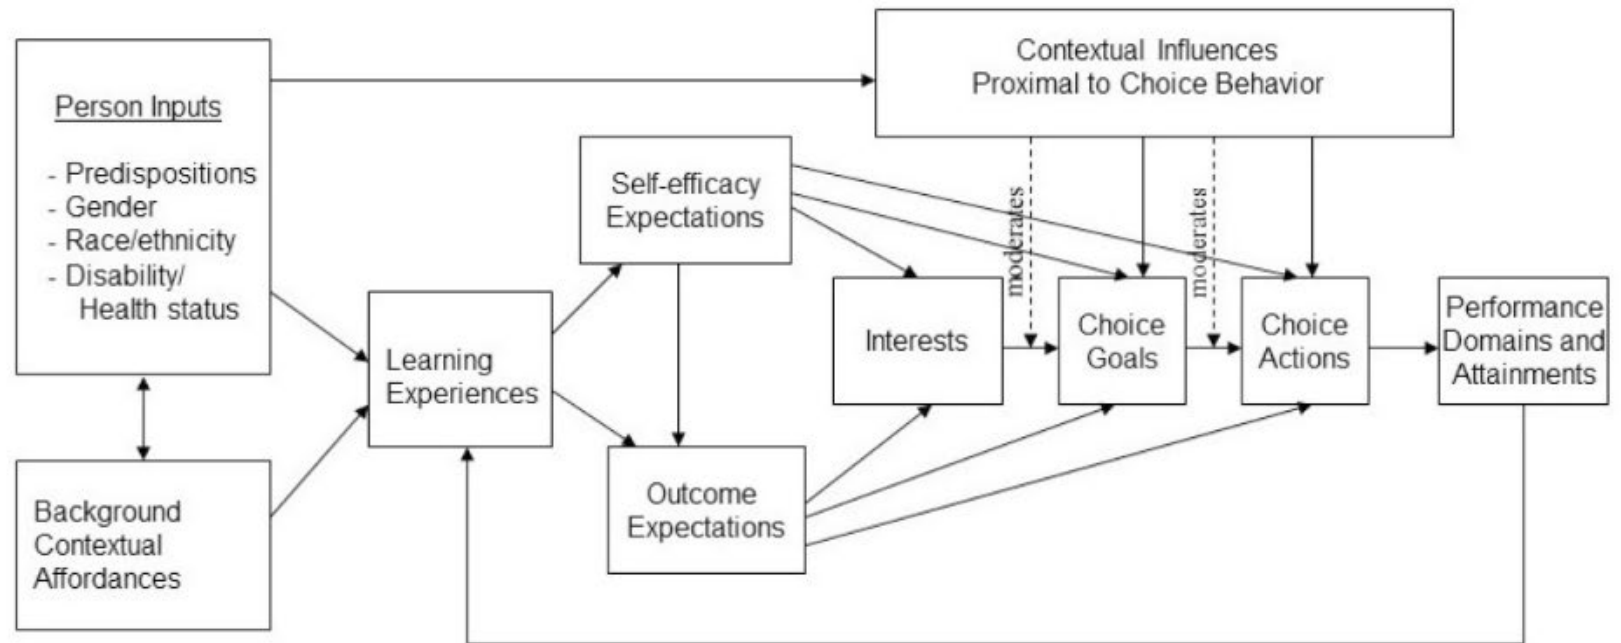 Contextual Influences
Proximal to Choice Behavior
Person Inputs
- Predispositions
- Gender
- Race/ethnicity
- Disability/
Health status
Self-efficacy
Expectations
moderates
moderates
Learning
Experiences
Interests
Choice
Goals
Choice
Actions
Performance
Domains and
Attainments
Background
Contextual
Affordances
Outcome
Expectations